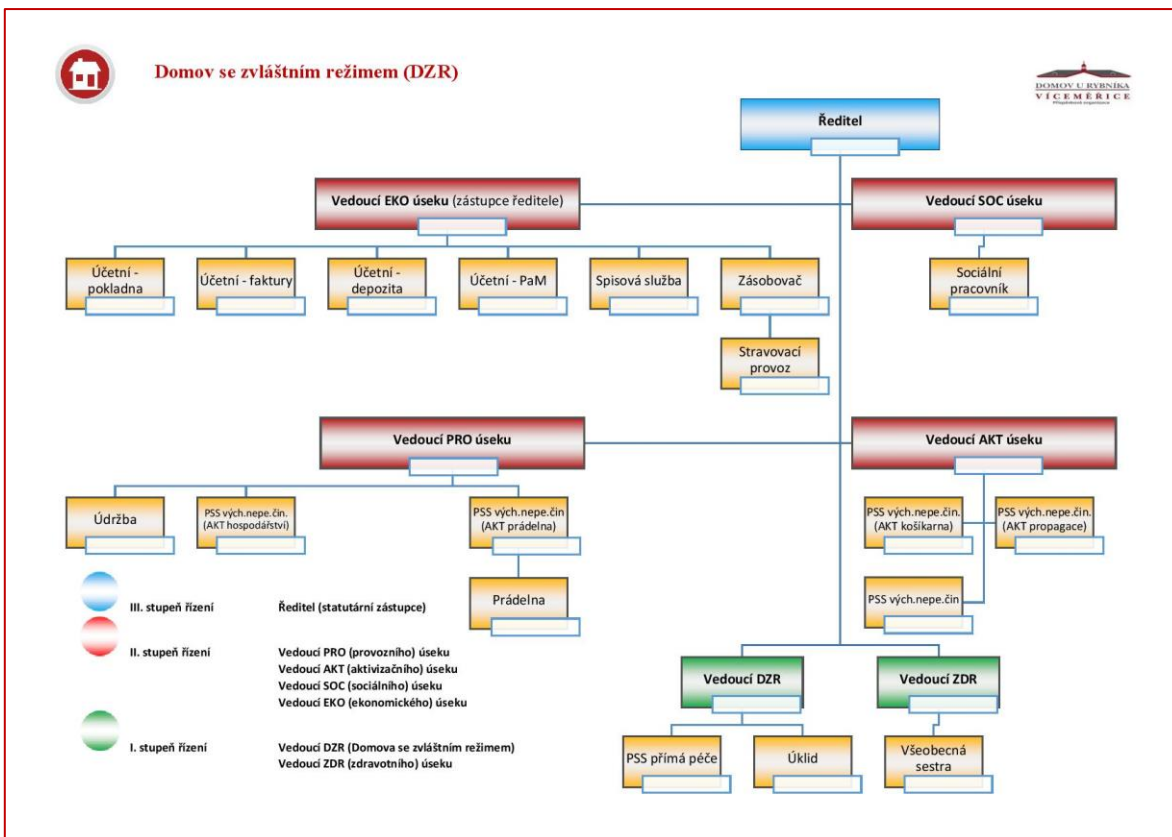 Domov se zvláštním režimem (DZR)
DOMOV U RYBNÍKA
VÍCEMĚŘICE
Příspěvková organizace
Ředitel
Vedoucí EKO úseku (zástupce ředitele)
Vedoucí SOC úseku
Účetní -
pokladna
Účetní - faktury
Účetní -
depozita
Účetní - PaM
Spisová služba
Zásobovač
Sociální
pracovník
Stravovací
provoz
Vedoucí PRO úseku
Vedoucí AKT úseku
Údržba
PSS vých.nepe.čin.
(AKT hospodářství)
PSS vých.nepe.čin
(AKT prádelna)
PSS vých.nepe.čin.
(AKT košíkarna)
PSS vých.nepe.čin.
(AKT propagace)
Prádelna
PSS vých.nepe.čin
III. stupeň řízení
Ředitel (statutární zástupce)
II. stupeň řízení
Vedoucí PRO (provozního) úseku
Vedoucí AKT (aktivizačního) úseku
Vedoucí SOC (sociálního) úseku
Vedoucí EKO (ekonomického) úseku
Vedoucí DZR
Vedoucí ZDR
I. stupeň řízení
Vedoucí DZR (Domova se zvláštním režimem)
Vedoucí ZDR (zdravotního) úseku
PSS přímá péče
Úklid
Všeobecná
sestra